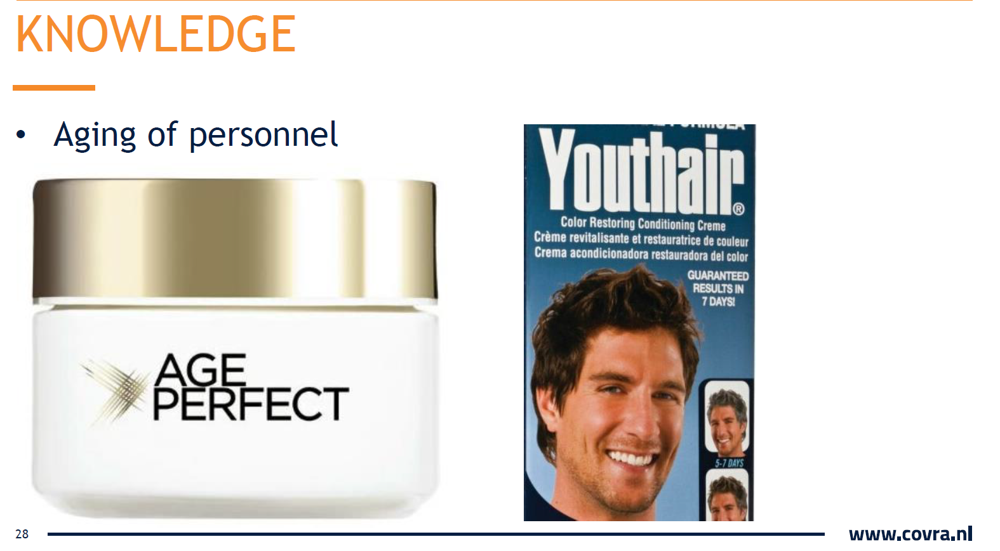 KNOWLEDGE
• Aging of personnel
FORMULA
Youthair®
Color Restoring Conditioning Creme
Crème revitalisante et restauratrice de couleur
Crema acondicionadora restauradora del color
GUARANTEED
RESULTS IN
7 DAYS!
5-7 DAYS
AGE
PERFECT
28
www.covra.nl